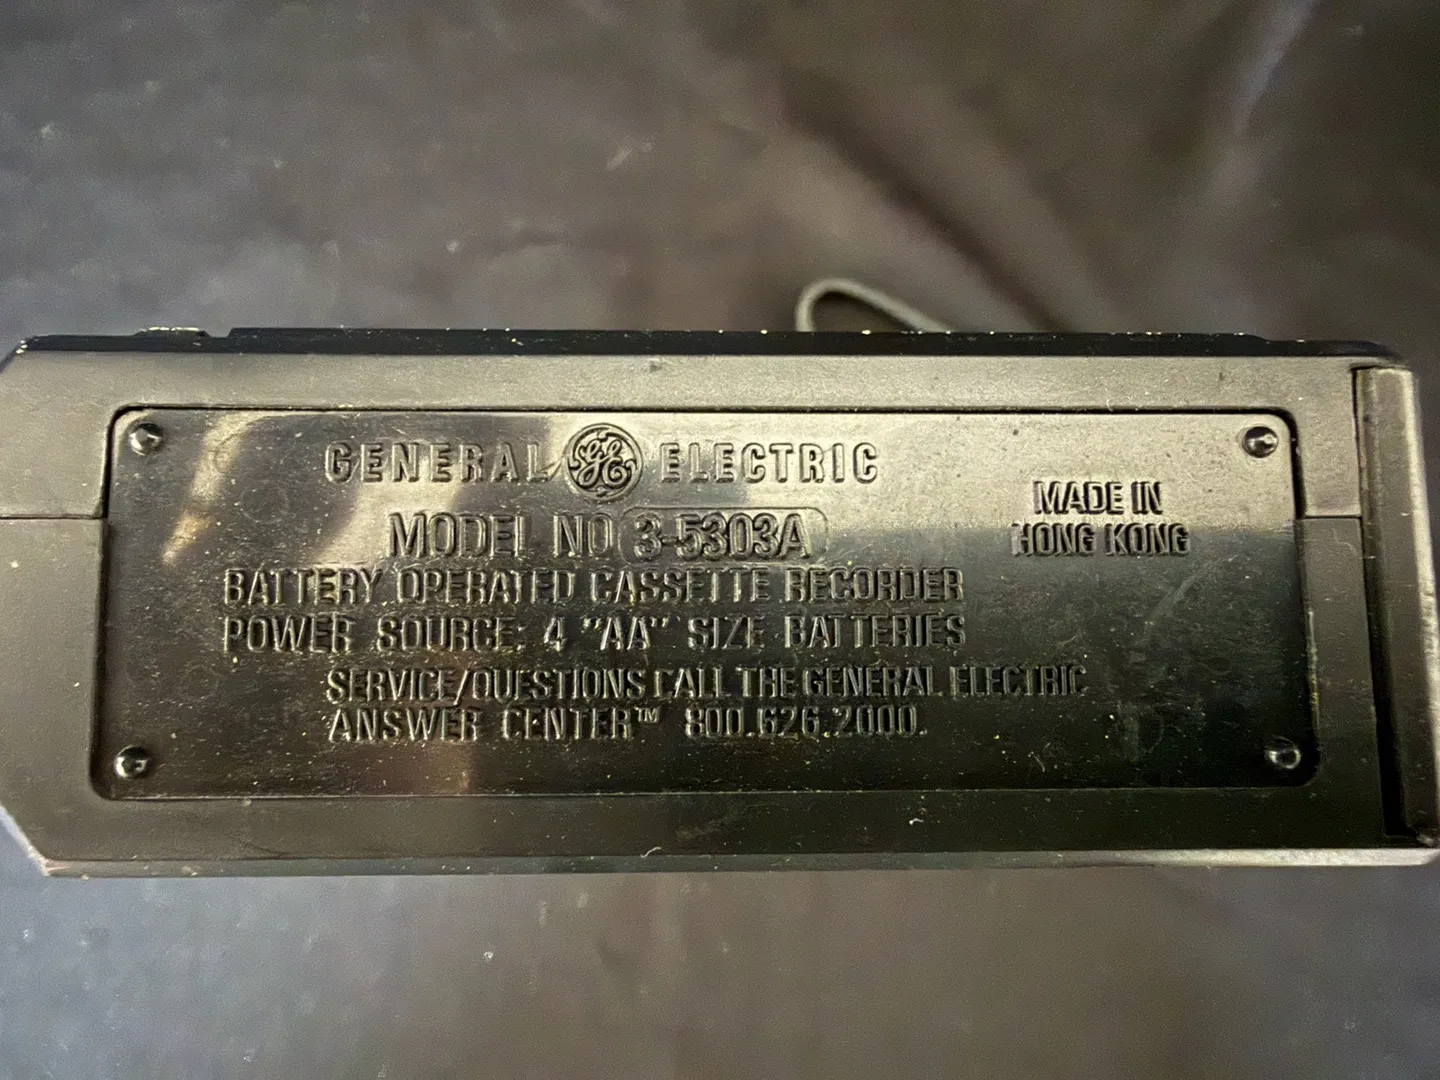 GENERAL GE ELECTRIC
MODEL NO 3-5303A
MADE IN
HONG KONG
BATTERY OPERATED CASSETTE RECORDER
POWER SOURCE: 4 "AA" SIZE BATTERIES
SERVICE/QUESTIONS CALL THE GENERAL ELECTRIC
ANSWER CENTER™ 800.626.2000.